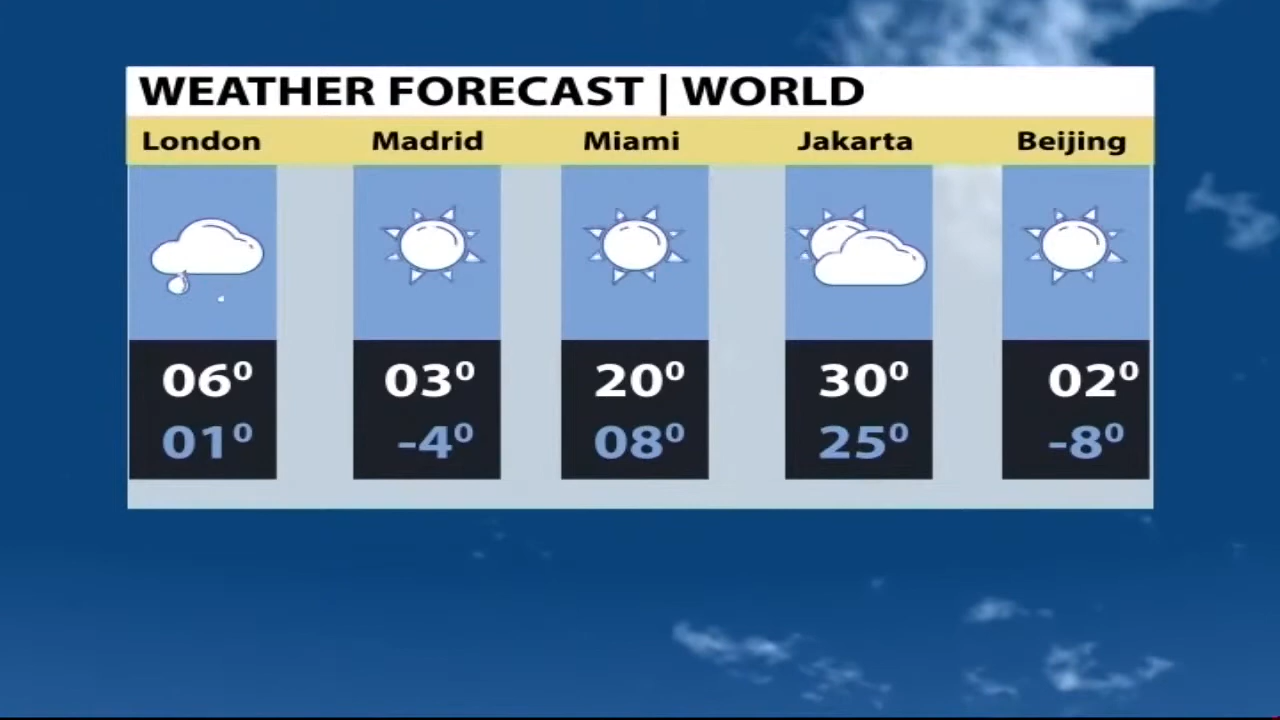 WEATHER FORECAST | WORLD
London Madrid Miami Jakarta Beijing
06⁰ 03⁰ 20⁰ 30⁰ 02⁰
01⁰ -4⁰ 08⁰ 25⁰ -8⁰